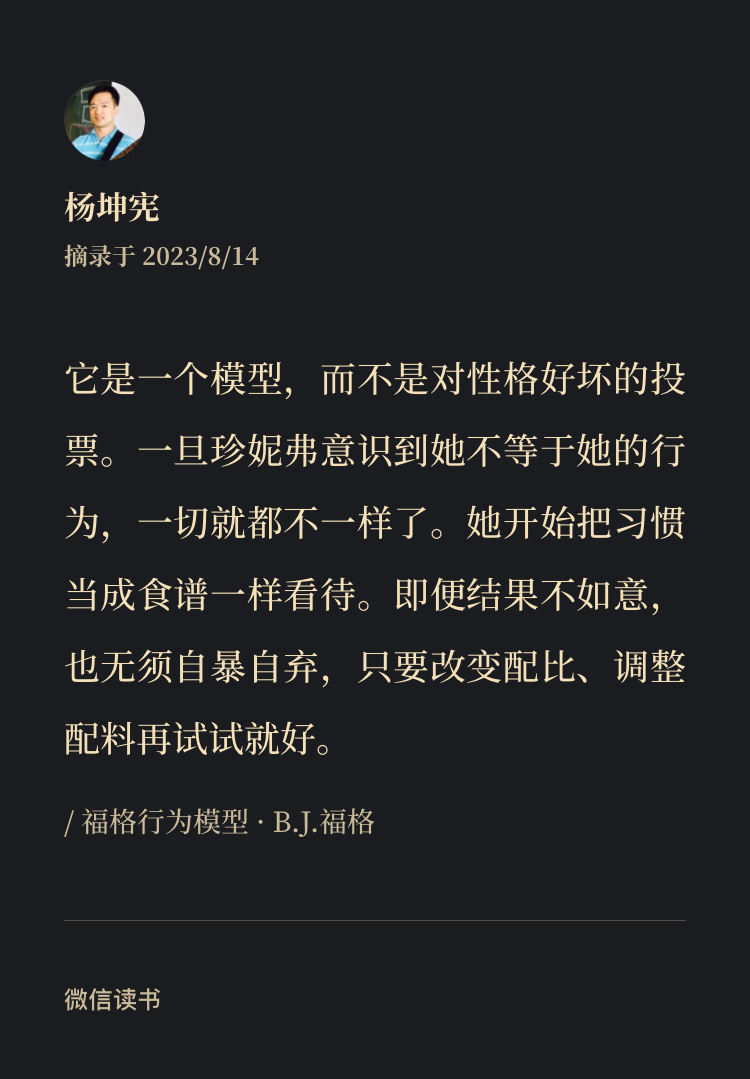 杨坤宪
摘录于 2023/8/14
它是一个模型，而不是对性格好坏的投
票。一旦珍妮弗意识到她不等于她的行
为，一切就都不一样了。她开始把习惯
当成食谱一样看待。即便结果不如意，
也无须自暴自弃，只要改变配比、调整
配料再试试就好。
/ 福格行为模型 · B.J.福格
微信读书